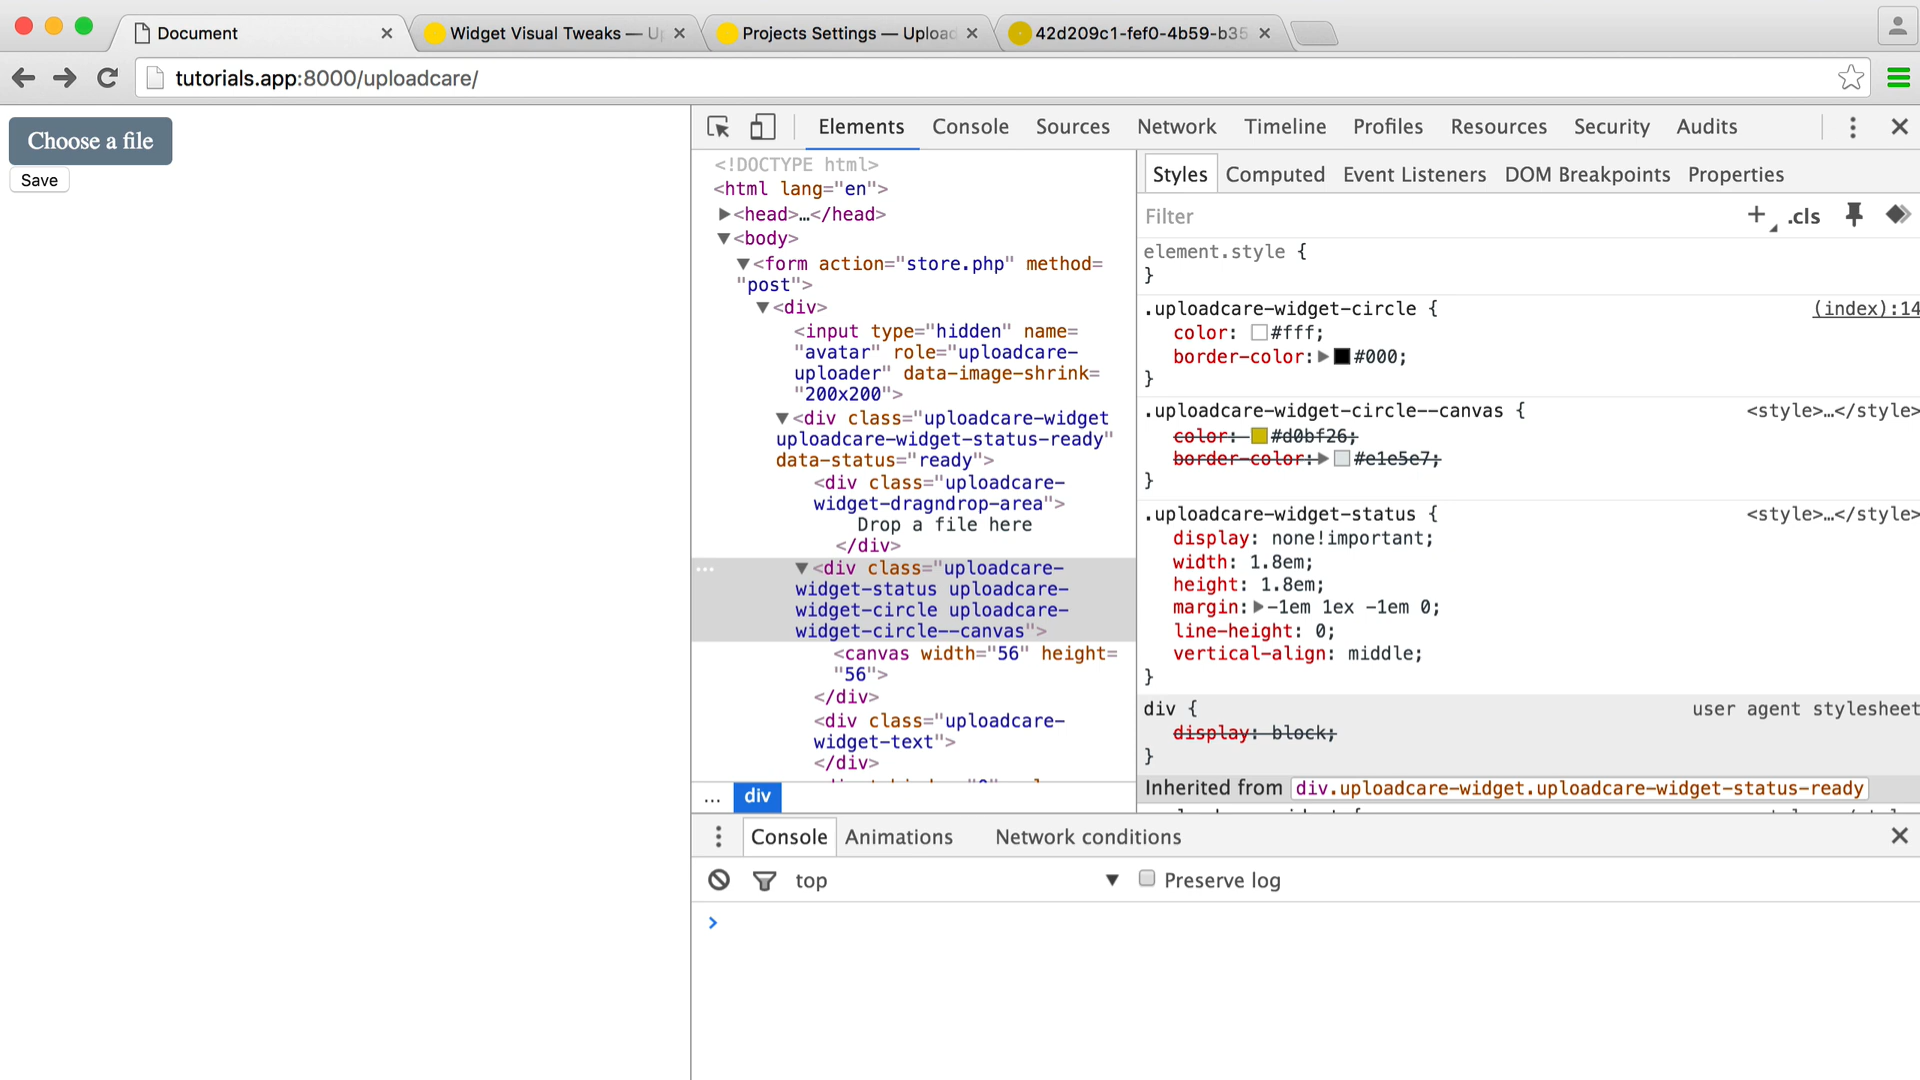 Document
Widget Visual Tweaks — Up
Projects Settings — Upload
42d209c1-fef0-4b59-b35
tutorials.app:8000/uploadcare/
Choose a file
Save
Elements Console Sources Network Timeline Profiles Resources Security Audits
<!DOCTYPE html>
<html lang="en">
<head>…</head>
<body>
<form action="store.php" method=
"post">
<div>
<input type="hidden" name=
"avatar" role="uploadcare-
uploader" data-image-shrink=
"200x200">
<div class="uploadcare-widget
uploadcare-widget-status-ready"
data-status="ready">
<div class="uploadcare-
widget-dragndrop-area">
Drop a file here
</div>
<div class="uploadcare-
widget-status uploadcare-
widget-circle uploadcare-
widget-circle--canvas">
<canvas width="56" height=
"56">
</div>
<div class="uploadcare-
widget-text">
</div>
... div
Styles Computed Event Listeners DOM Breakpoints Properties
Filter + .cls
element.style {
}
.uploadcare-widget-circle { (index):14
color: #fff;
border-color: #000;
}
.uploadcare-widget-circle--canvas { <style>…</style>
color: #d0bf26;
border-color: #e1e5e7;
}
.uploadcare-widget-status { <style>…</style>
display: none!important;
width: 1.8em;
height: 1.8em;
margin: -1em 1ex -1em 0;
line-height: 0;
vertical-align: middle;
}
div { user agent stylesheet
display: block;
}
Inherited from div.uploadcare-widget.uploadcare-widget-status-ready
Console Animations Network conditions
top Preserve log